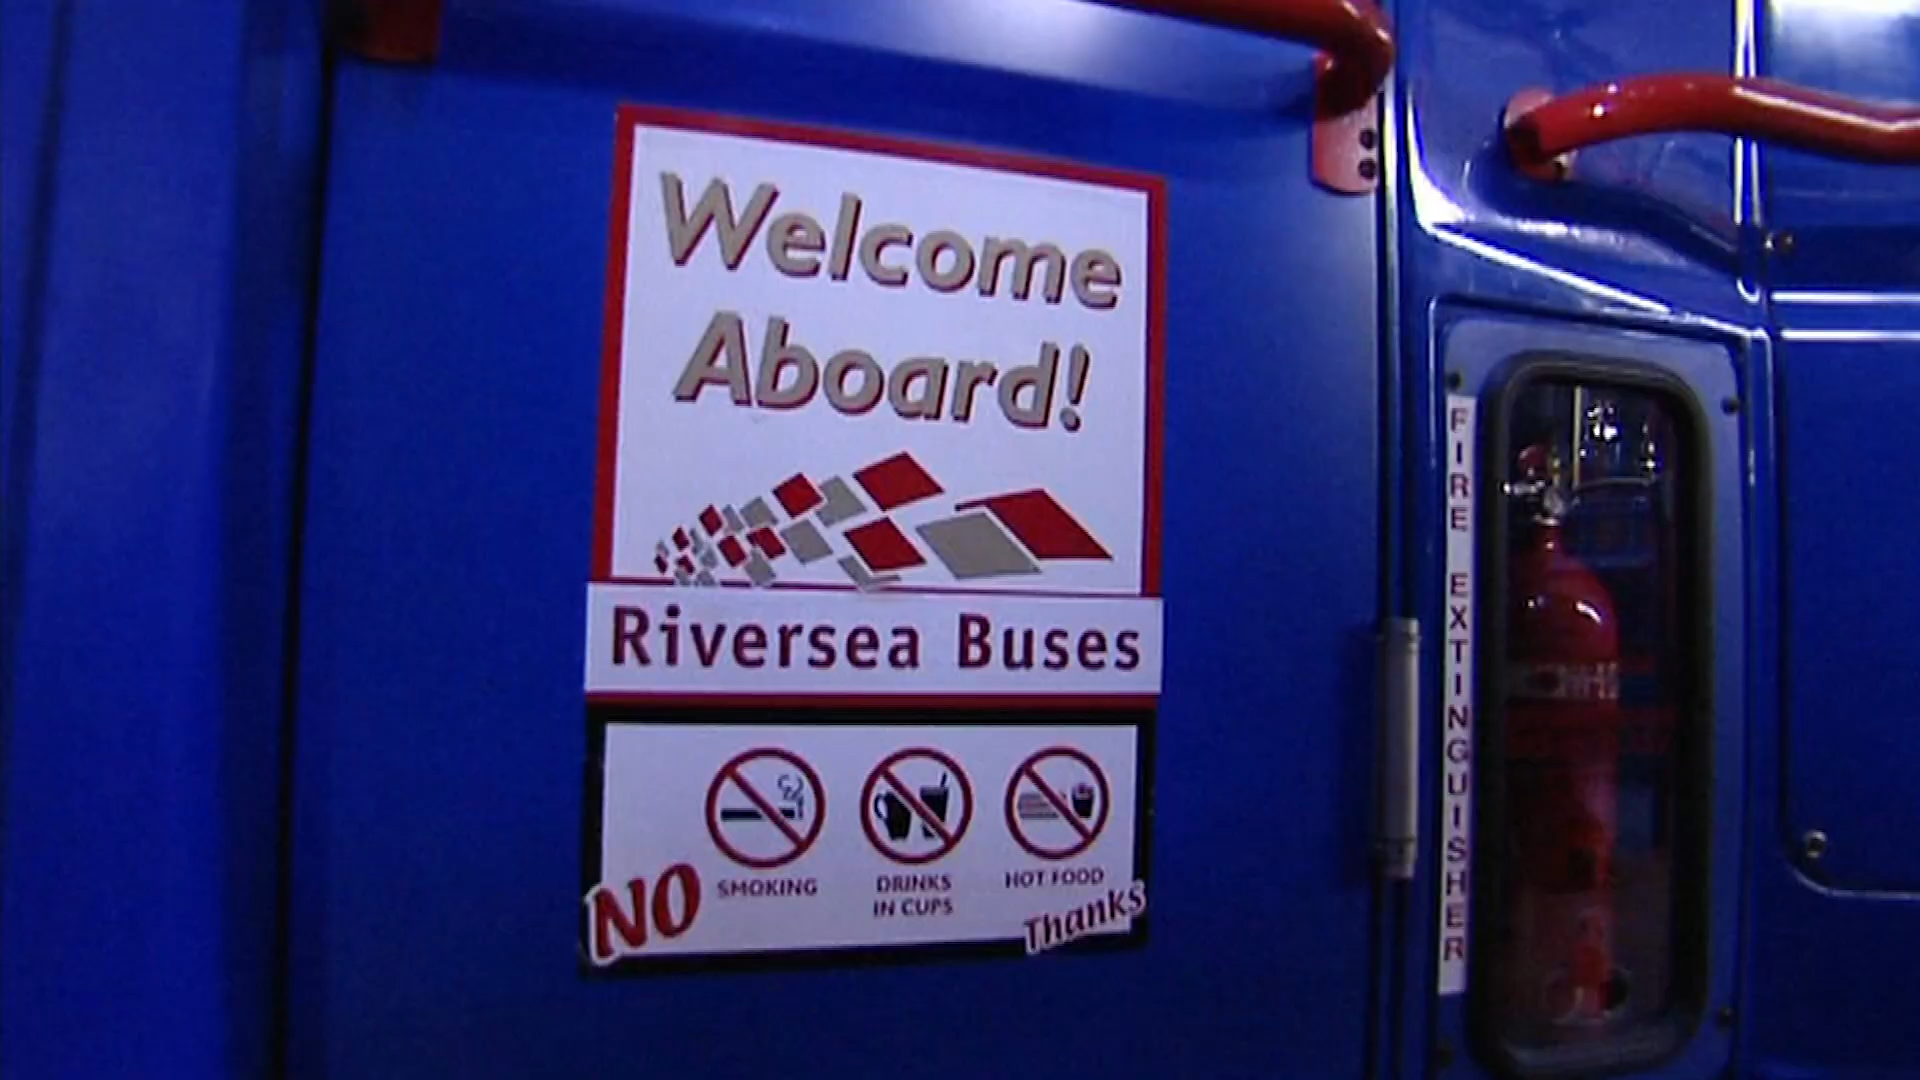 Welcome
Aboard!
Riversea Buses
NO
SMOKING
DRINKS
IN CUPS
HOT FOOD
Thanks
FIRE EXTINGUISHER